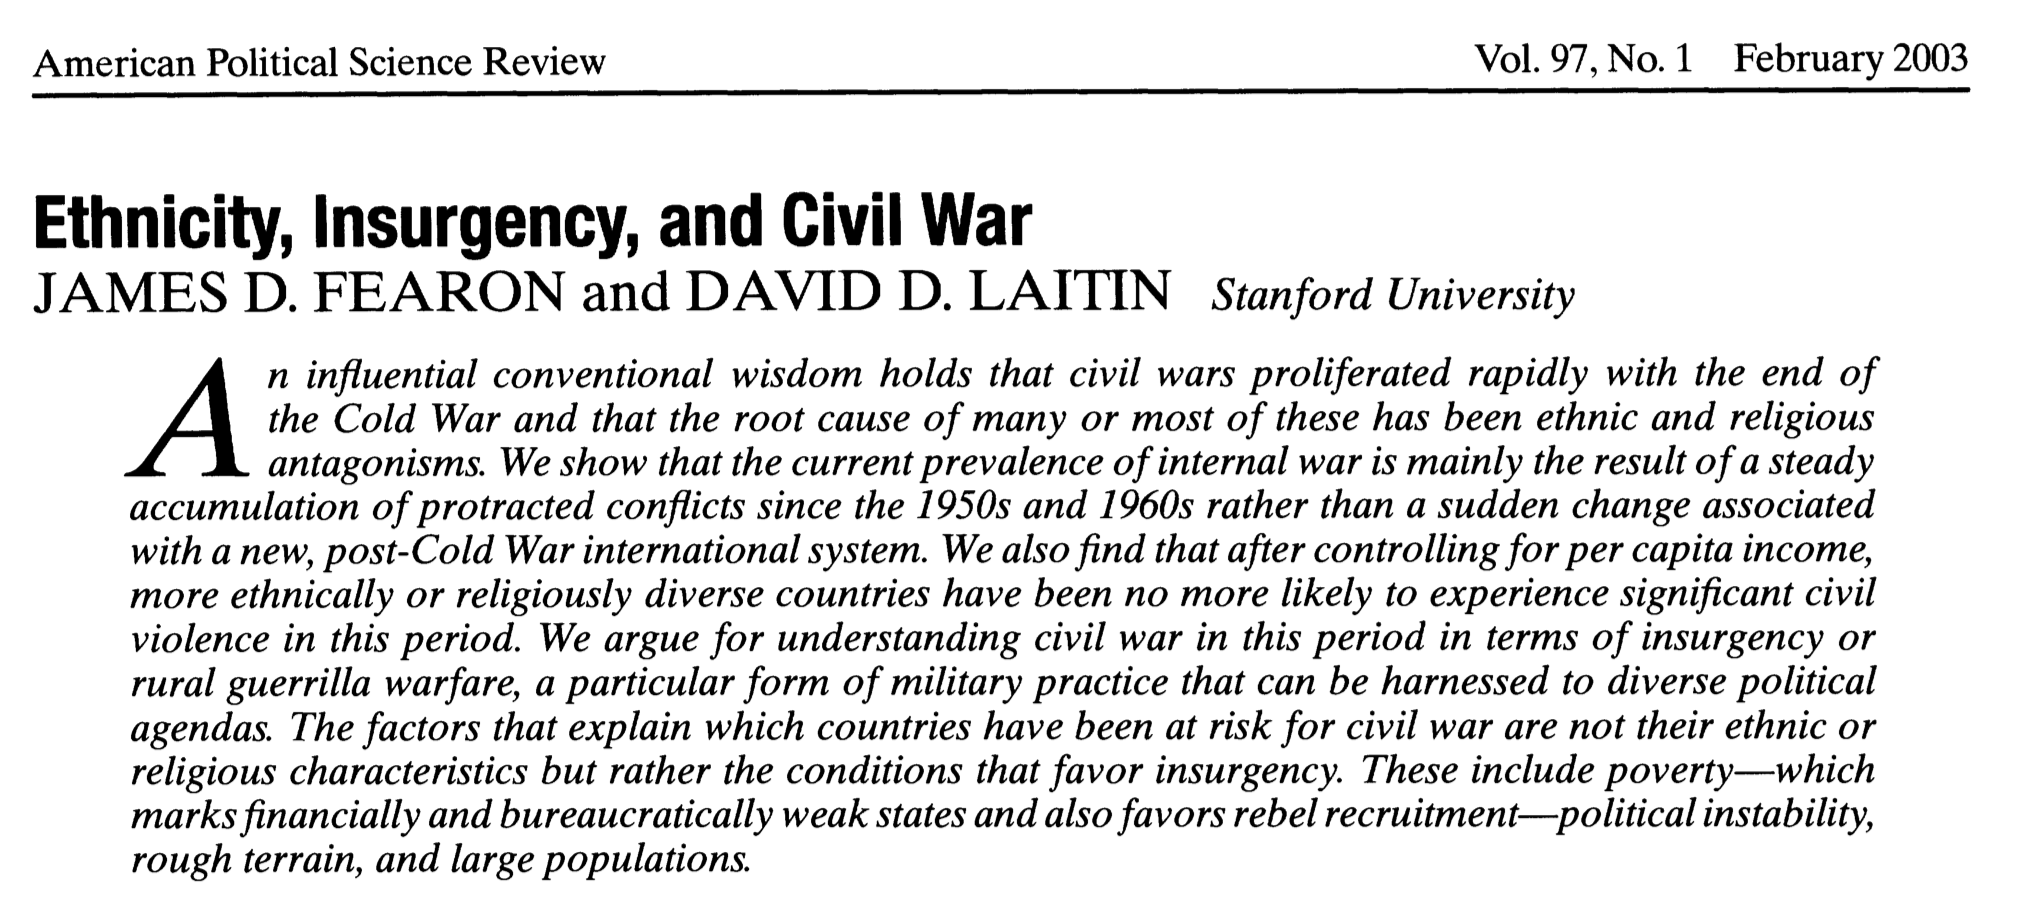 American Political Science Review Vol. 97, No. 1 February 2003
Ethnicity, Insurgency, and Civil War
JAMES D. FEARON and DAVID D. LAITIN Stanford University
An influential conventional wisdom holds that civil wars proliferated rapidly with the end of
the Cold War and that the root cause of many or most of these has been ethnic and religious
antagonisms. We show that the current prevalence of internal war is mainly the result of a steady
accumulation of protracted conflicts since the 1950s and 1960s rather than a sudden change associated
with a new, post-Cold War international system. We also find that after controlling for per capita income,
more ethnically or religiously diverse countries have been no more likely to experience significant civil
violence in this period. We argue for understanding civil war in this period in terms of insurgency or
rural guerrilla warfare, a particular form of military practice that can be harnessed to diverse political
agendas. The factors that explain which countries have been at risk for civil war are not their ethnic or
religious characteristics but rather the conditions that favor insurgency. These include poverty—which
marks financially and bureaucratically weak states and also favors rebel recruitment—political instability,
rough terrain, and large populations.